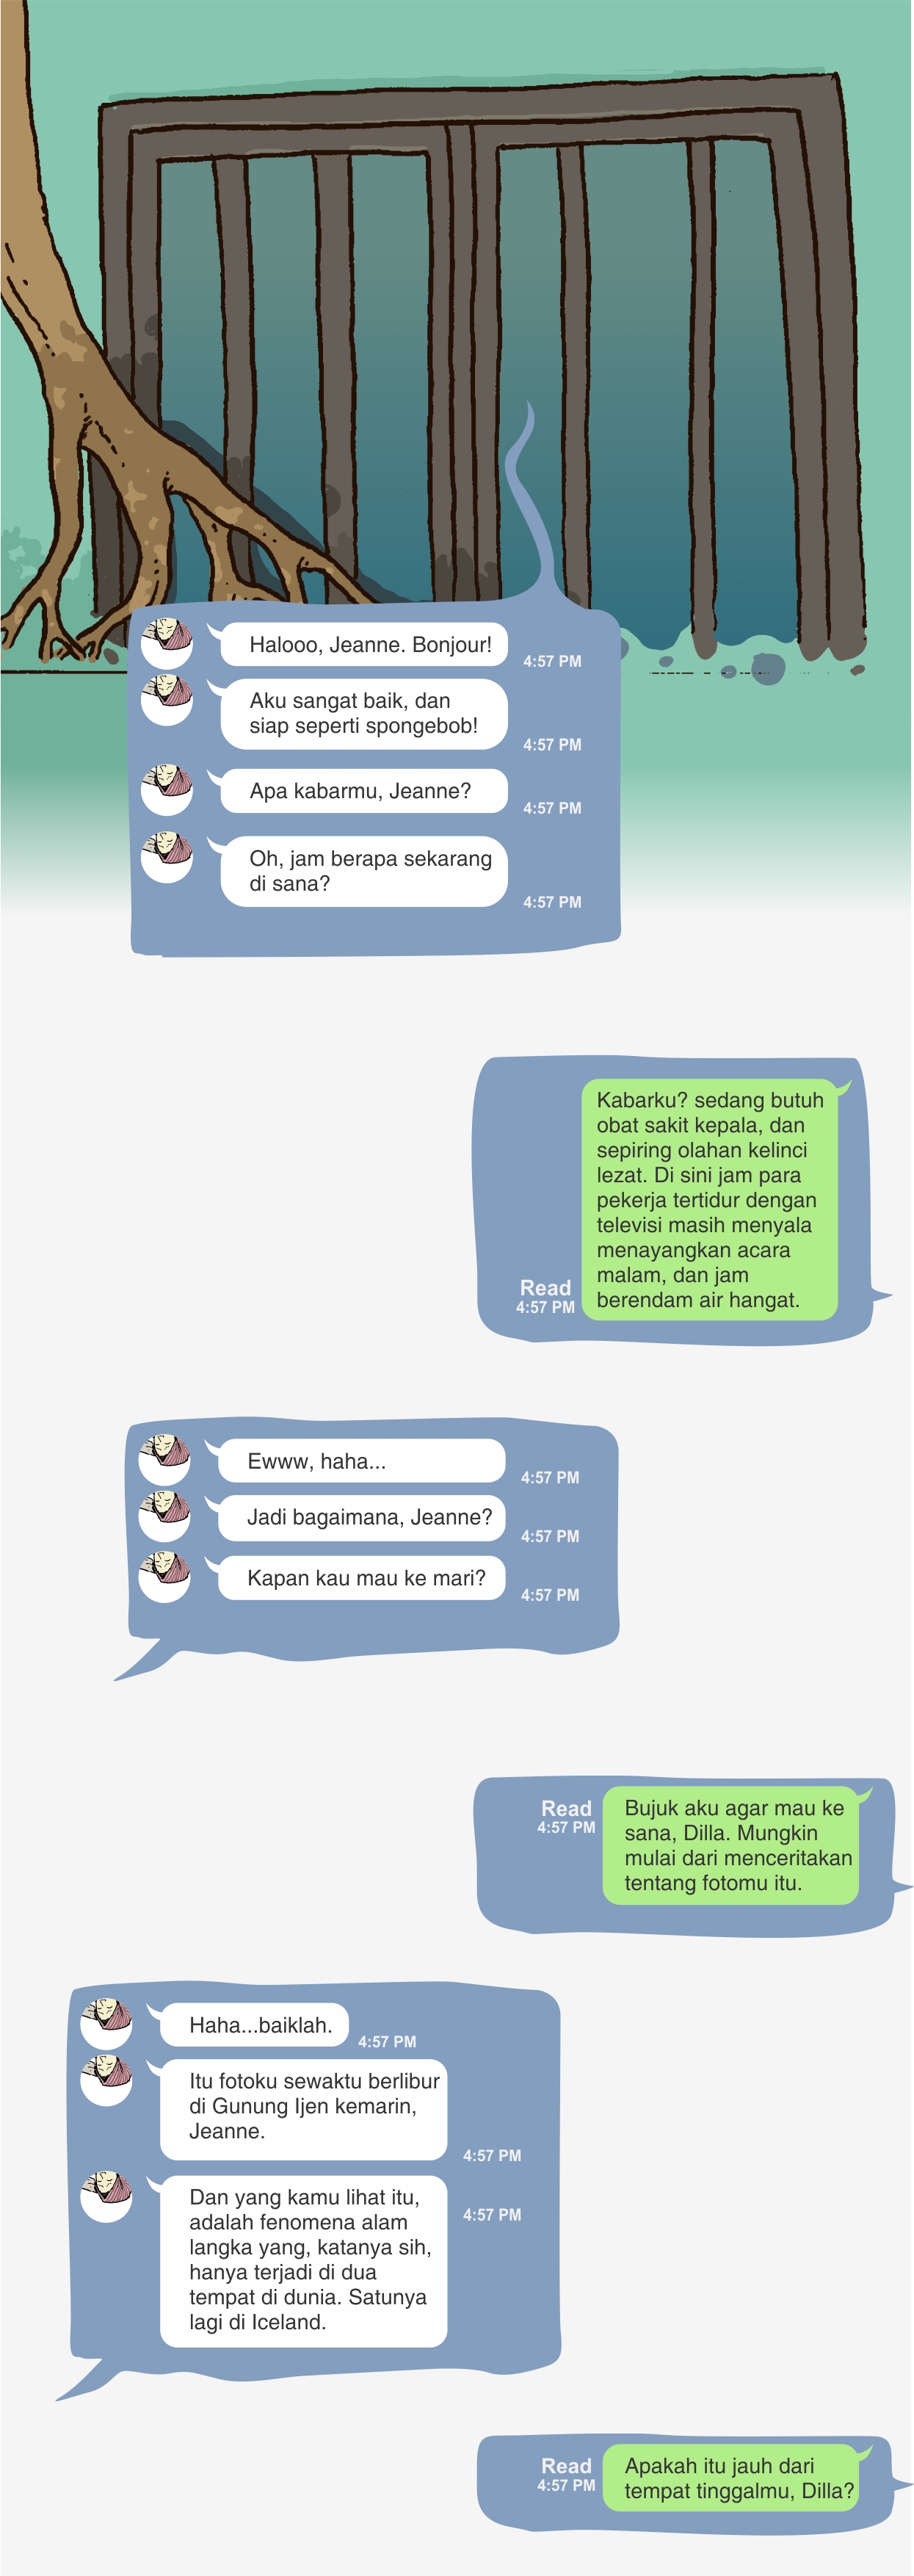 Halooo, Jeanne. Bonjour!
4:57 PM
Aku sangat baik, dan
siap seperti spongebob!
4:57 PM
Apa kabarmu, Jeanne?
4:57 PM
Oh, jam berapa sekarang
di sana?
4:57 PM
Kabarku? sedang butuh
obat sakit kepala, dan
sepiring olahan kelinci
lezat. Di sini jam para
pekerja tertidur dengan
televisi masih menyala
menayangkan acara
malam, dan jam
berendam air hangat.
Read
4:57 PM
Ewww, haha...
4:57 PM
Jadi bagaimana, Jeanne?
4:57 PM
Kapan kau mau ke mari?
4:57 PM
Read
4:57 PM
Bujuk aku agar mau ke
sana, Dilla. Mungkin
mulai dari menceritakan
tentang fotomu itu.
Haha...baiklah.
4:57 PM
Itu fotoku sewaktu berlibur
di Gunung Ijen kemarin,
Jeanne.
4:57 PM
Dan yang kamu lihat itu,
adalah fenomena alam
langka yang, katanya sih,
hanya terjadi di dua
tempat di dunia. Satunya
lagi di Iceland.
4:57 PM
Read
4:57 PM
Apakah itu jauh dari
tempat tinggalmu, Dilla?